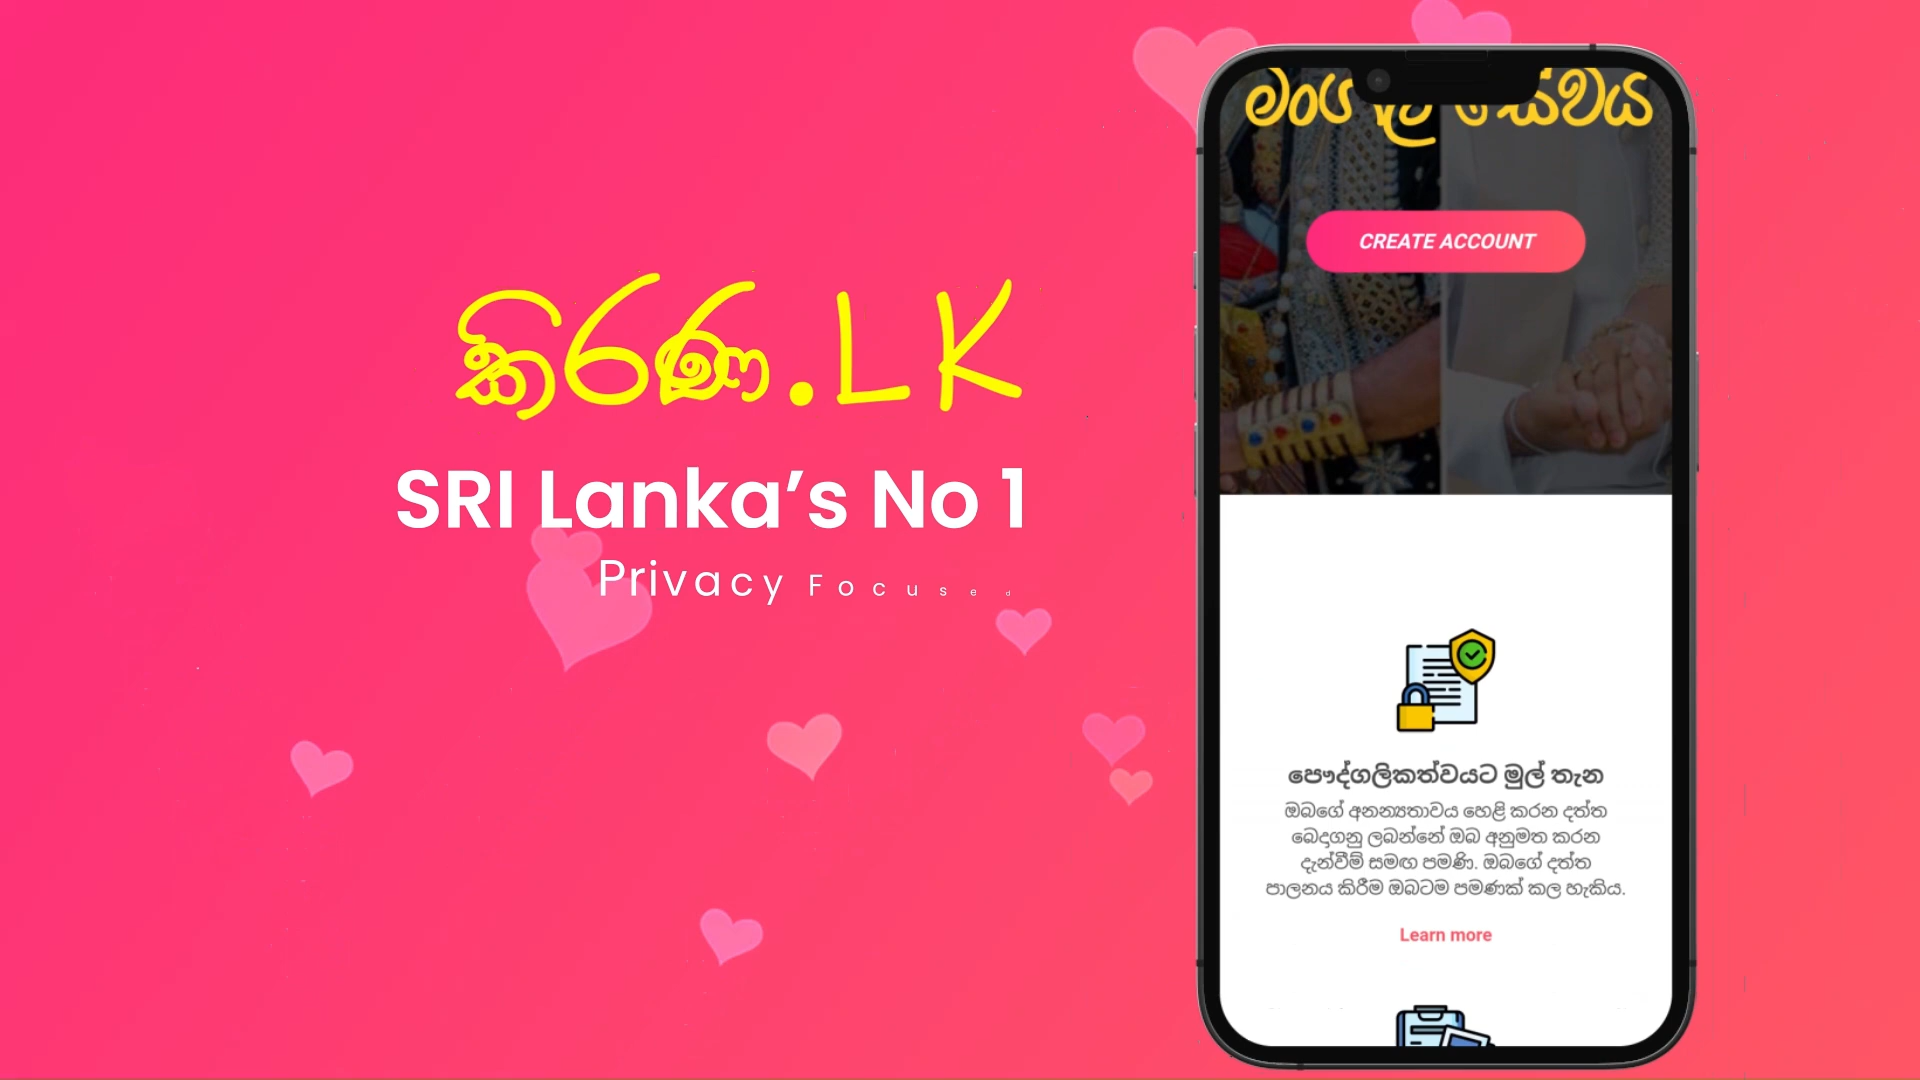 කිරණ.LK
SRI Lanka’s No 1
Privacy Focused
සේවය
CREATE ACCOUNT
පෞද්ගලිකත්වයට මුල් තැන
ඔබගේ අනන්‍යතාවය හෙළි කරන දත්ත
බෙදාගනු ලබන්නේ ඔබ අනුමත කරන
දැන්වීම් සමඟ පමණි. ඔබගේ දත්ත
පාලනය කිරීම ඔබටම පමණක් කල හැකිය.
Learn more